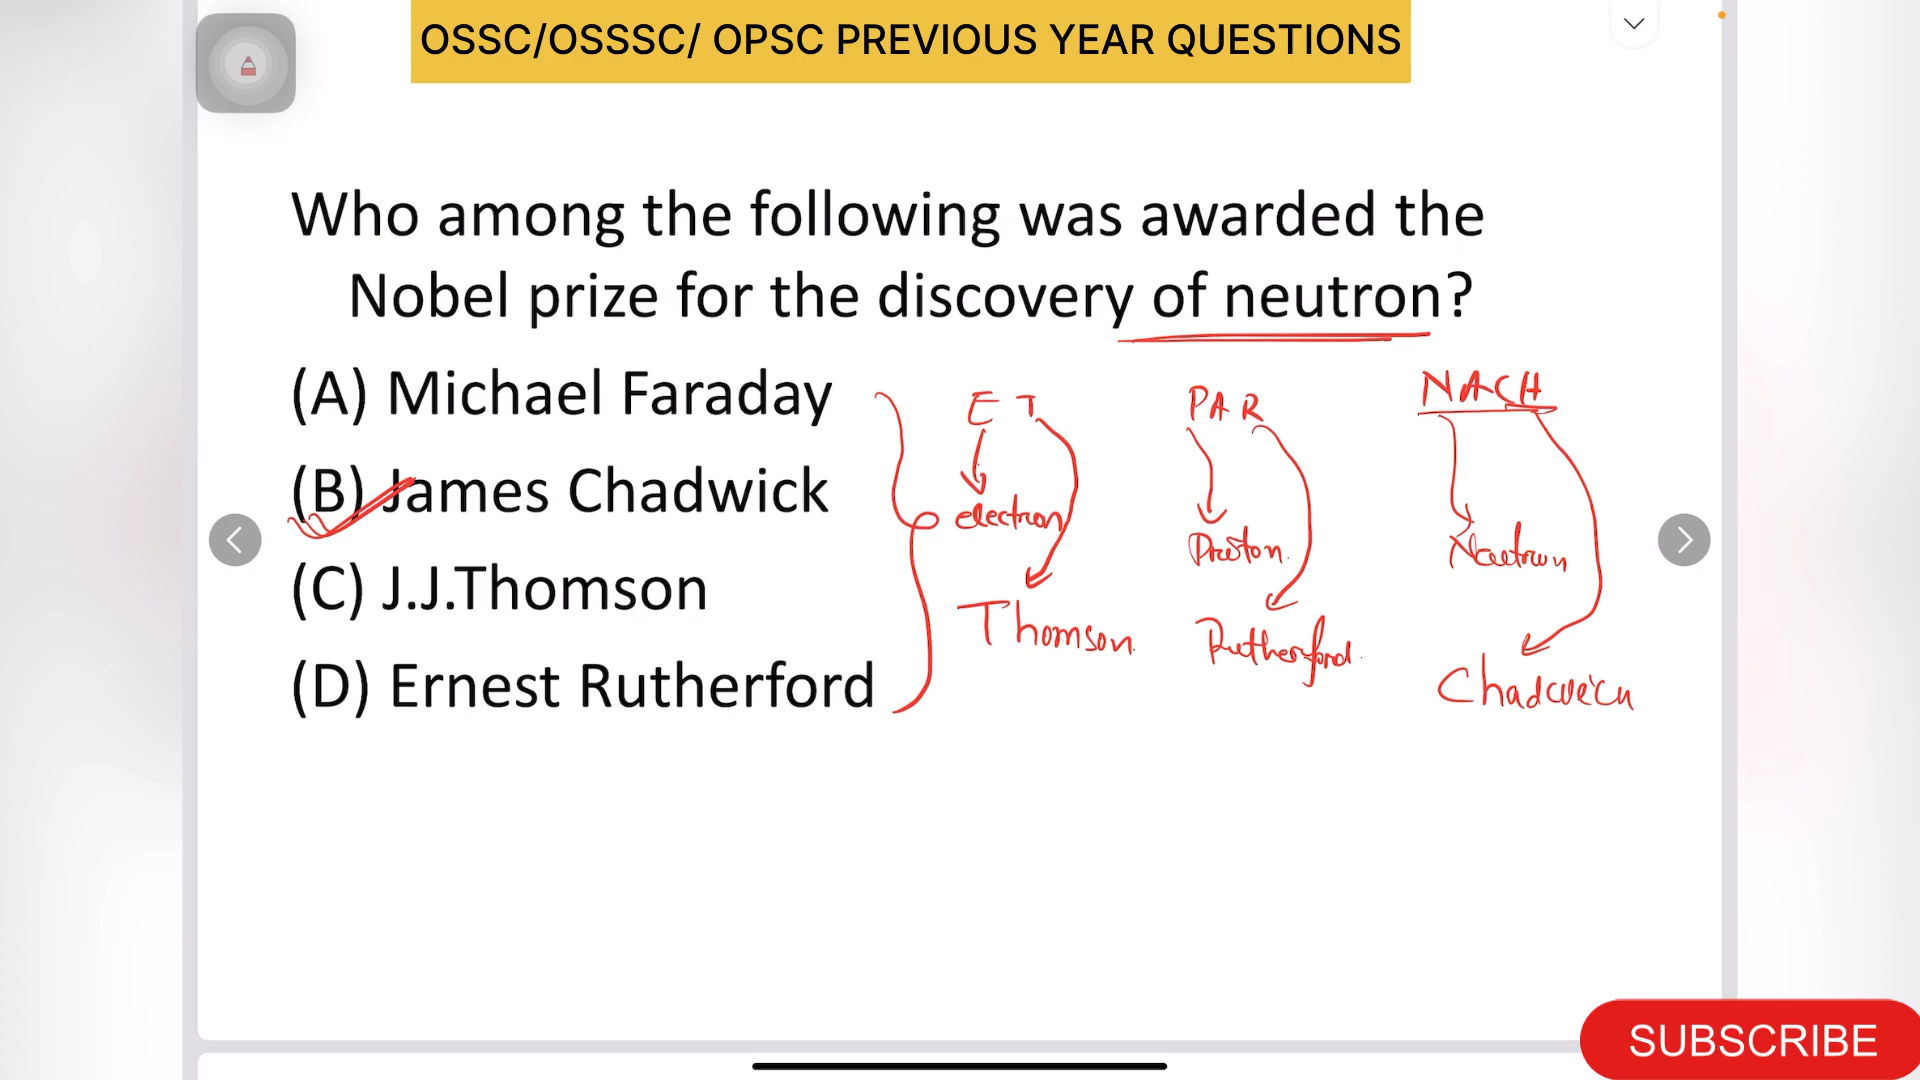 OSSC/OSSSC/ OPSC PREVIOUS YEAR QUESTIONS
Who among the following was awarded the
Nobel prize for the discovery of neutron?
(A) Michael Faraday
(B) James Chadwick
(C) J.J.Thomson
(D) Ernest Rutherford
E T
electron
Thomson
PAR
Proton
Rutherford
NACH
Neutron
SUBSCRIBE